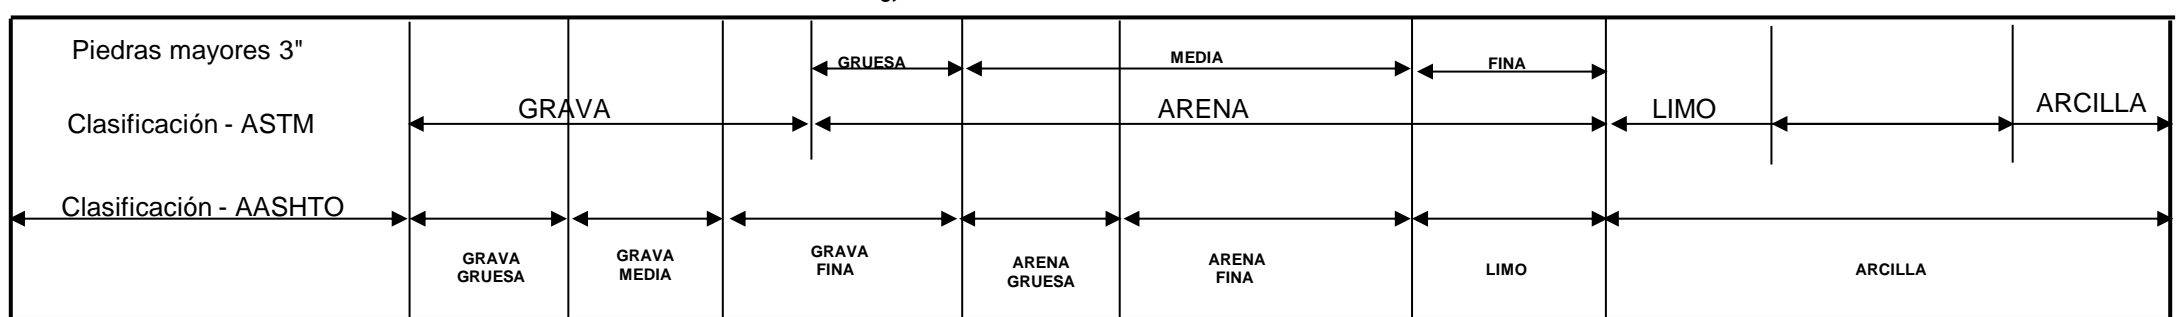 Piedras mayores 3"
GRUESA
MEDIA
FINA
Clasificación - ASTM
GRAVA
ARENA
LIMO
ARCILLA
Clasificación - AASHTO
GRAVA
GRUESA
GRAVA
MEDIA
GRAVA
FINA
ARENA
GRUESA
ARENA
FINA
LIMO
ARCILLA